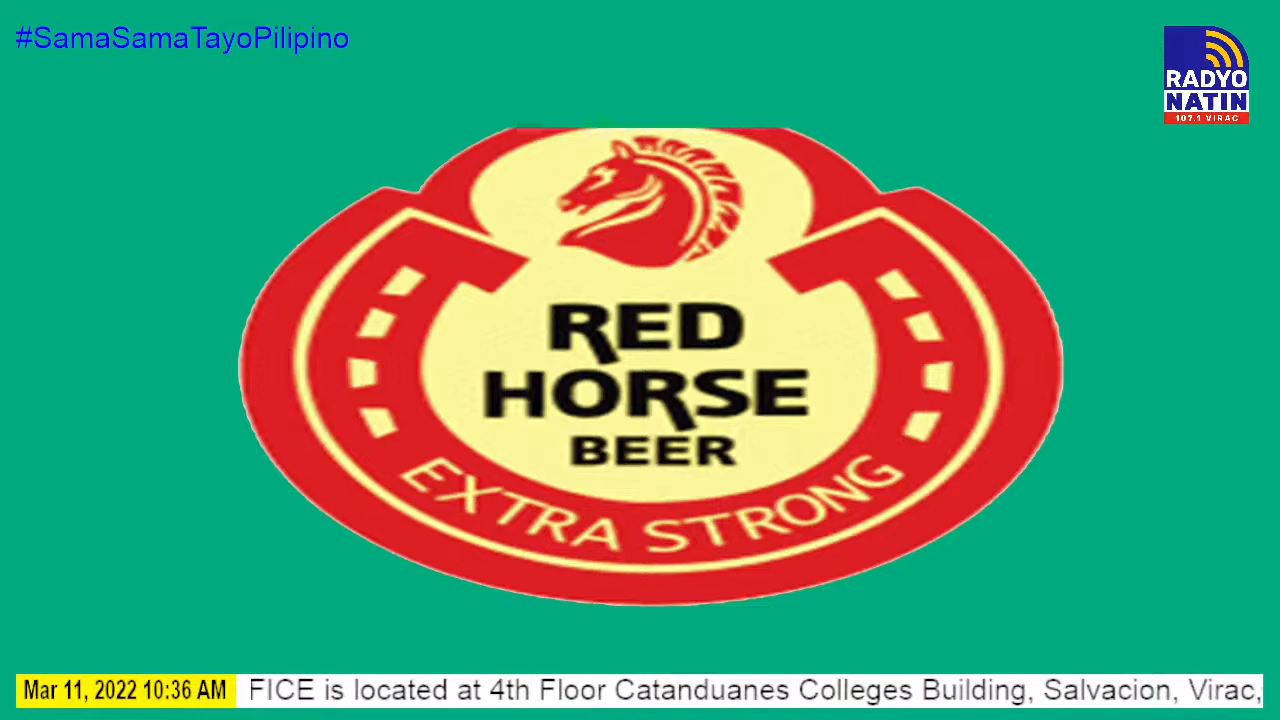 #SamaSamaTayoPilipino
RADYO
NATIN
107.1 VIRAC
RED
HORSE
BEER
EXTRA STRONG
Mar 11, 2022 10:36 AM
FICE is located at 4th Floor Catanduanes Colleges Building, Salvacion, Virac,